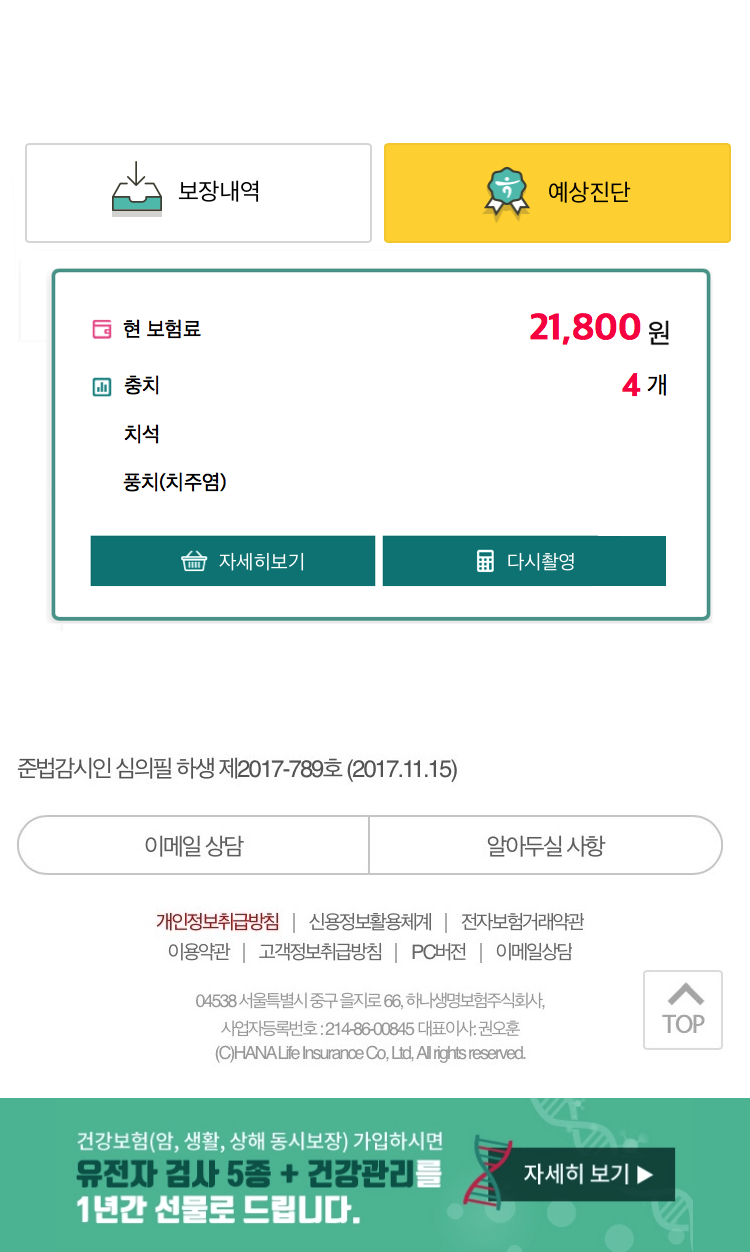 보장내역
예상진단
현 보험료 21,800 원
충치 4 개
치석
풍치(치주염)
자세히보기 다시촬영
준법감시인 심의필 하생 제2017-789호 (2017.11.15)
이메일 상담 알아두실 사항
개인정보취급방침 | 신용정보활용체계 | 전자보험거래약관
이용약관 | 고객정보취급방침 | PC버전 | 이메일상담
04538 서울특별시 중구 을지로 66, 하나생명보험주식회사,
사업자등록번호 : 214-86-00845 대표이사: 권오훈
(C)HANA Life Insurance Co, Ltd, All rights reserved.
TOP
건강보험(암, 생활, 상해 동시보장) 가입하시면
유전자 검사 5종 + 건강관리를
1년간 선물로 드립니다.
자세히 보기 ▶